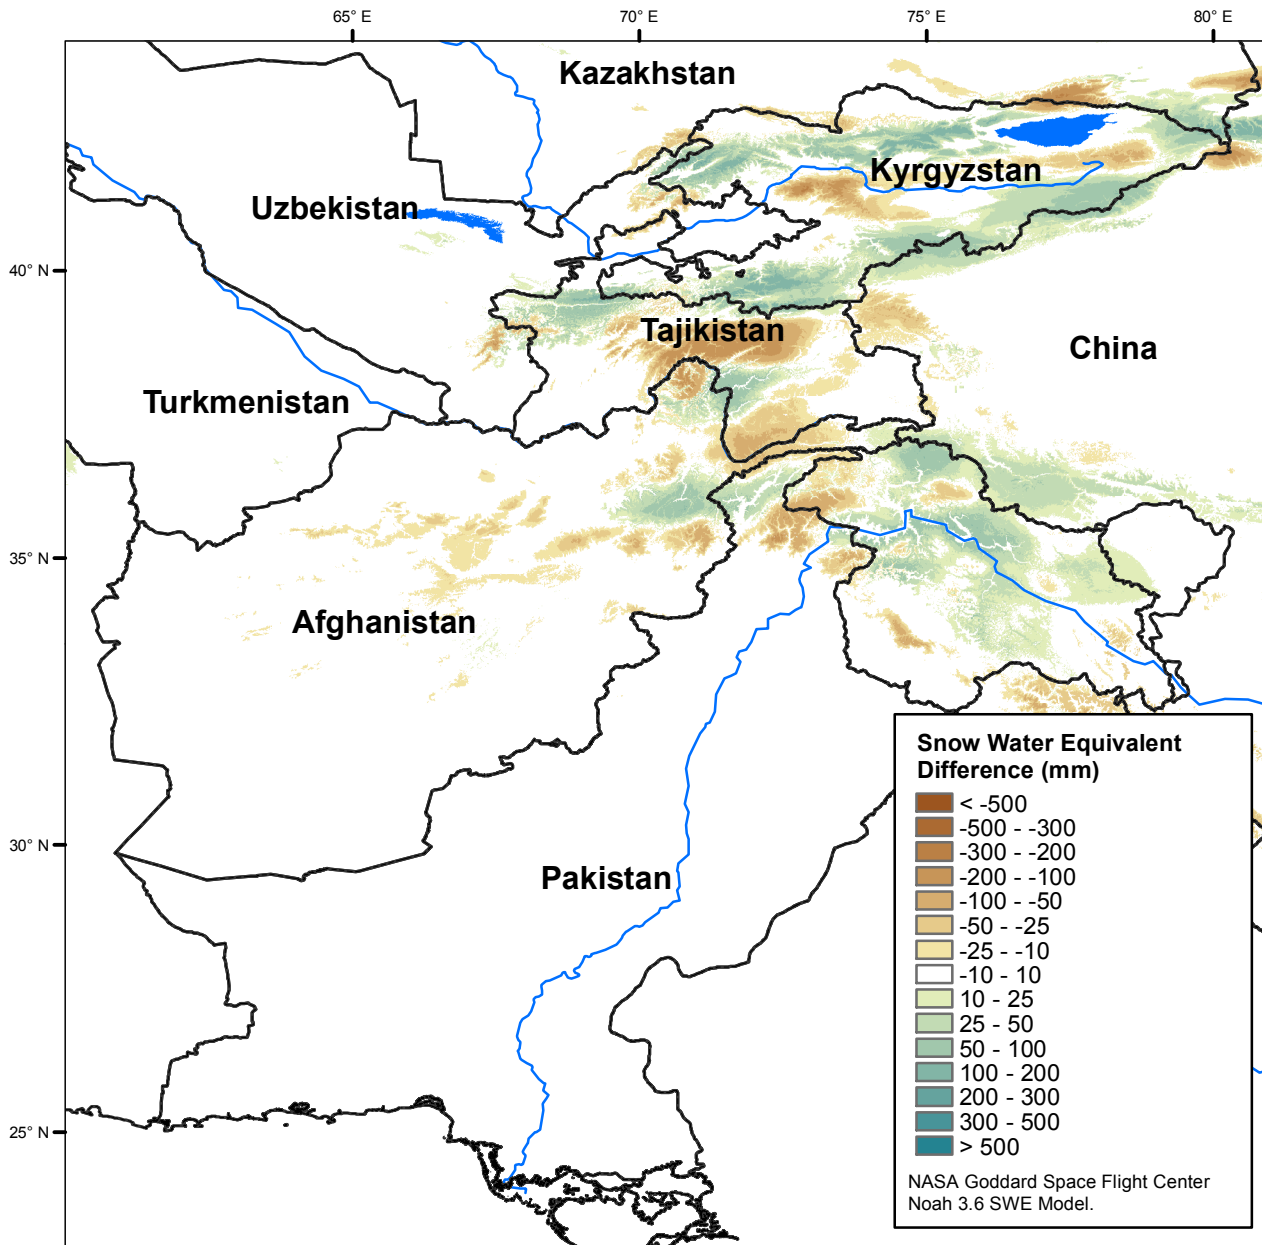 65° E
70° E
75° E
80° E
Kazakhstan
Kyrgyzstan
Uzbekistan
40° N
Tajikistan
China
Turkmenistan
35° N
Afghanistan
30° N
Pakistan
25° N
Snow Water Equivalent
Difference (mm)
< -500
-500 - -300
-300 - -200
-200 - -100
-100 - -50
-50 - -25
-25 - -10
-10 - 10
10 - 25
25 - 50
50 - 100
100 - 200
200 - 300
300 - 500
> 500
NASA Goddard Space Flight Center
Noah 3.6 SWE Model.